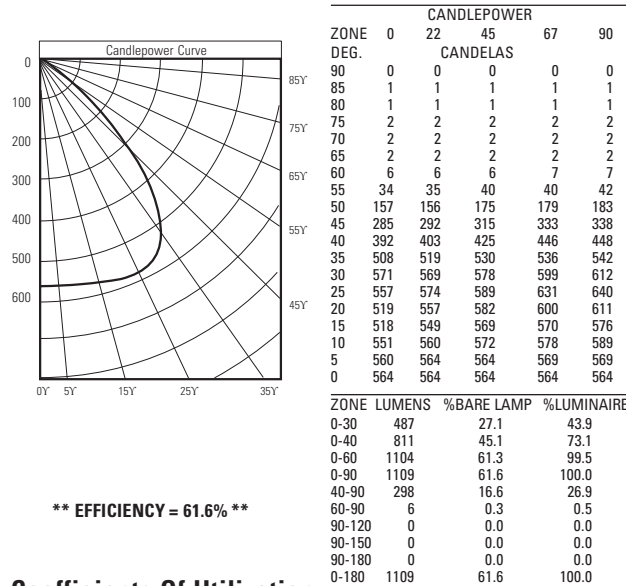 Candlepower Curve
0
100
200
300
400
500
600
85ϒ
75ϒ
65ϒ
55ϒ
45ϒ
0ϒ 5ϒ 15ϒ 25ϒ 35ϒ
** EFFICIENCY = 61.6% **
CANDLEPOWER
ZONE 0 22 45 67 90
DEG. CANDELAS
90 0 0 0 0 0
85 1 1 1 1 1
80 1 1 1 1 1
75 2 2 2 2 2
70 2 2 2 2 2
65 2 2 2 2 2
60 6 6 6 7 7
55 34 35 40 40 42
50 157 156 175 179 183
45 285 292 315 333 338
40 392 403 425 446 448
35 508 519 530 536 542
30 571 569 578 599 612
25 557 574 589 631 640
20 519 557 582 600 611
15 518 549 569 570 576
10 551 560 572 578 589
5 560 564 564 569 569
0 564 564 564 564 564
ZONE LUMENS %BARE LAMP %LUMINAIRE
0-30 487 27.1 43.9
0-40 811 45.1 73.1
0-60 1104 61.3 99.5
0-90 1109 61.6 100.0
40-90 298 16.6 26.9
60-90 6 0.3 0.5
90-120 0 0.0 0.0
90-150 0 0.0 0.0
90-180 0 0.0 0.0
0-180 1109 61.6 100.0